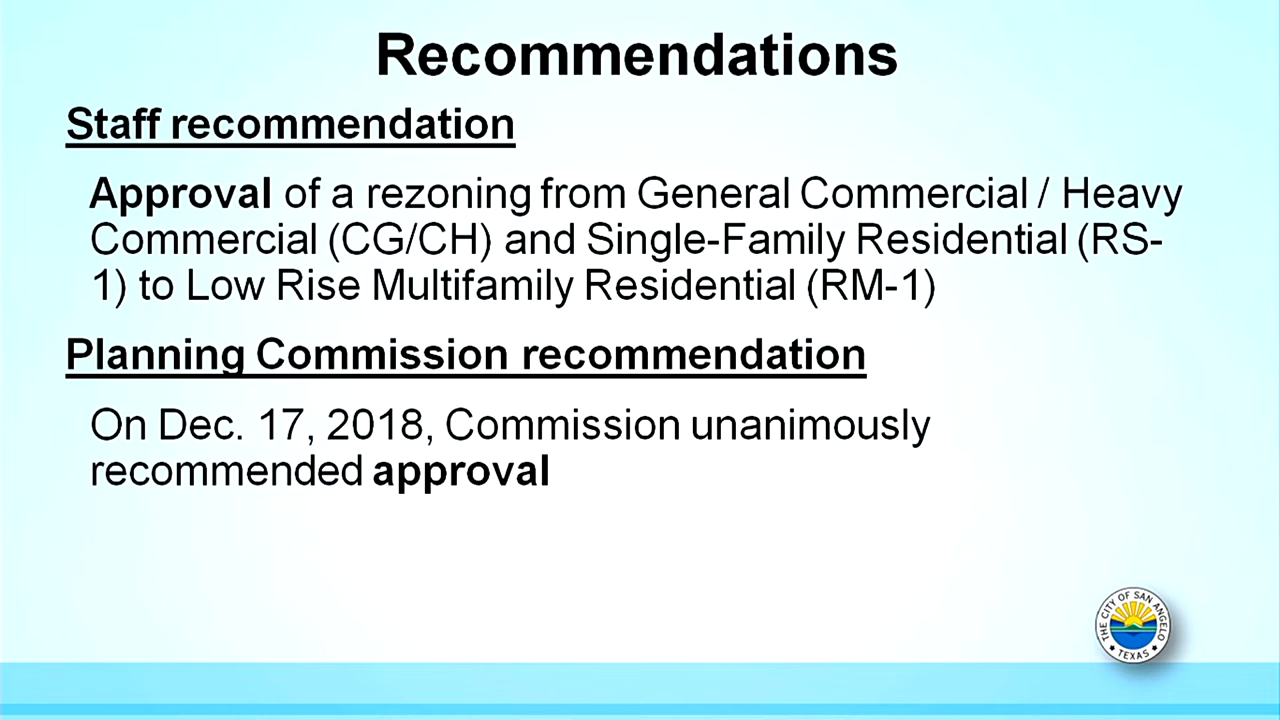 Recommendations
Staff recommendation
Approval of a rezoning from General Commercial / Heavy
Commercial (CG/CH) and Single-Family Residential (RS-
1) to Low Rise Multifamily Residential (RM-1)
Planning Commission recommendation
On Dec. 17, 2018, Commission unanimously
recommended approval
THE CITY OF SAN ANGELO
TEXAS